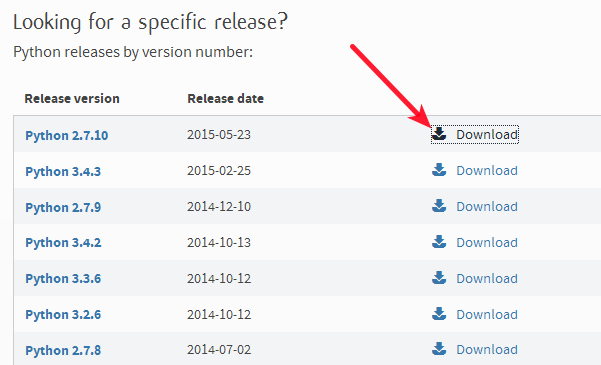 Looking for a specific release?
Python releases by version number:
Release version Release date
Python 2.7.10 2015-05-23 Download
Python 3.4.3 2015-02-25 Download
Python 2.7.9 2014-12-10 Download
Python 3.4.2 2014-10-13 Download
Python 3.3.6 2014-10-12 Download
Python 3.2.6 2014-10-12 Download
Python 2.7.8 2014-07-02 Download